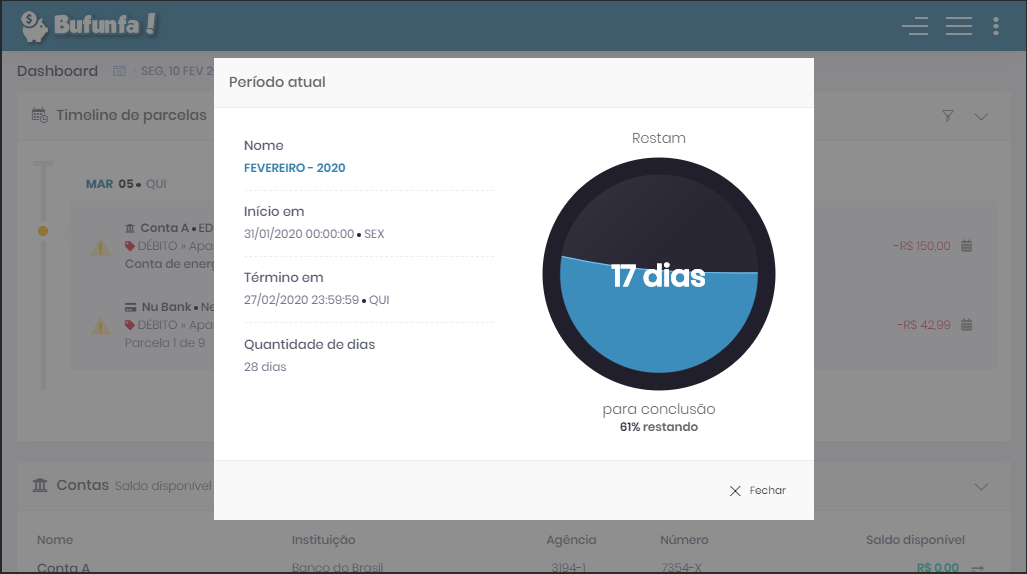 Bufunfa!
Dashboard • SEG, 10 FEV 2
Período atual
Timeline de parcelas
Nome
FEVEREIRO - 2020
Início em
31/01/2020 00:00:00 • SEX
Término em
27/02/2020 23:59:59 • QUI
Quantidade de dias
28 dias
Restam
17 dias
para conclusão
61% restando
Fechar
MAR 05 • QUI
Conta A • ED
DÉBITO » Apa
Conta de energ
-R$ 150,00
Nu Bank • Ne
DÉBITO » Apa
Parcela 1 de 9
-R$ 42,99
Contas Saldo disponível
Nome Instituição Agência Número Saldo disponível
Conta A Banco do Brasil 3194-1 7354-X R$ 0,00